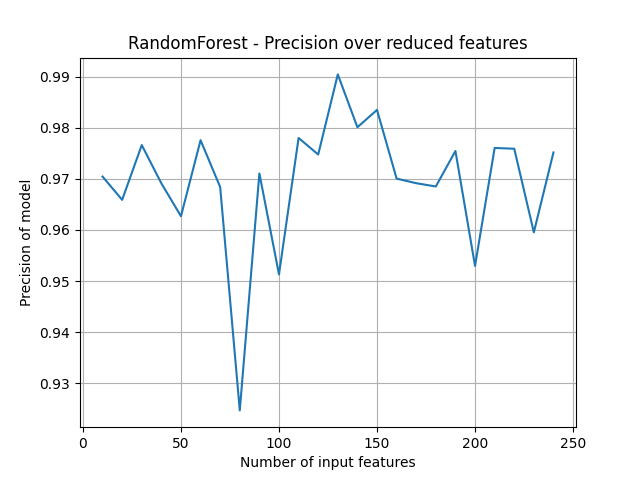 RandomForest - Precision over reduced features
0.99
0.98
0.97
0.96
0.95
0.94
0.93
Precision of model
0 50 100 150 200 250
Number of input features